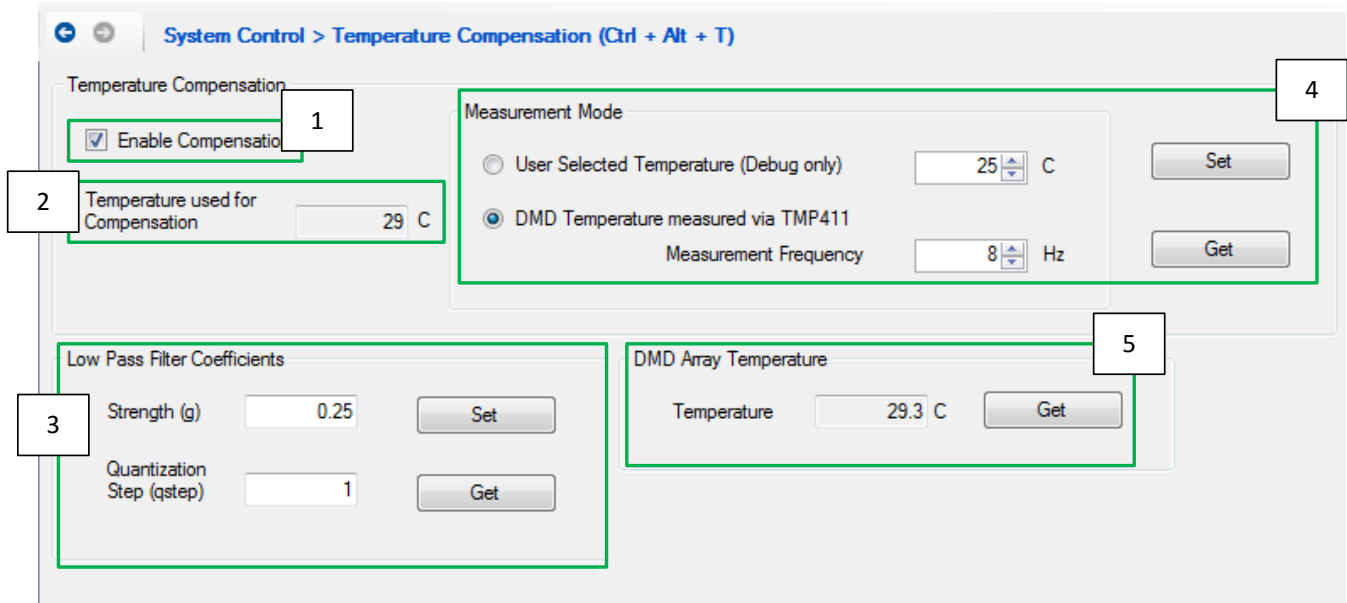 System Control > Temperature Compensation (Ctrl + Alt + T)
Temperature Compensation
1
Enable Compensatio
2
Temperature used for
Compensation
29 C
4
Measurement Mode
User Selected Temperature (Debug only) 25 C
Set
DMD Temperature measured via TMP411
Measurement Frequency 8 Hz
Get
3
Low Pass Filter Coefficients
Strength (g) 0.25 Set
Quantization
Step (qstep) 1 Get
5
DMD Array Temperature
Temperature 29.3 C Get